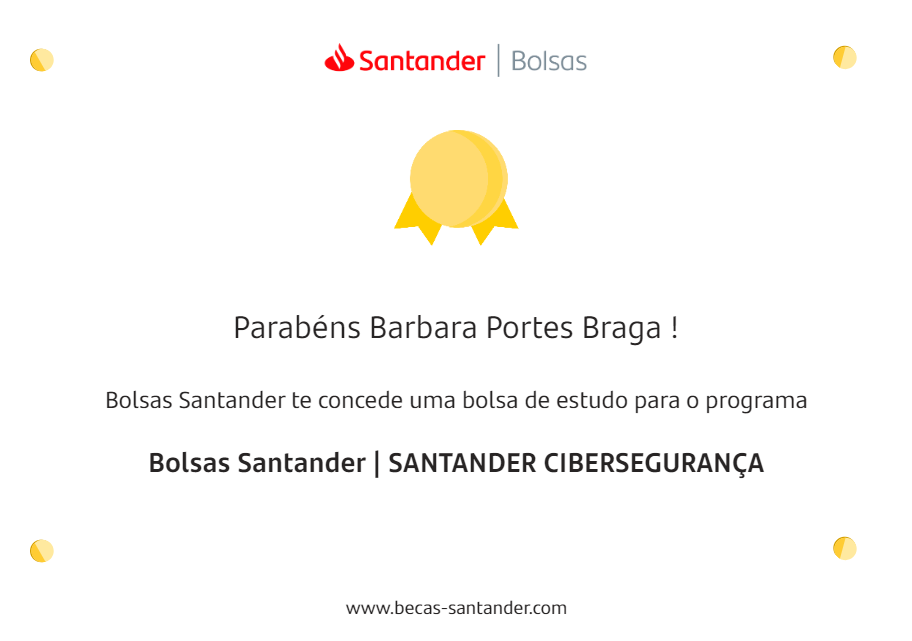 Santander | Bolsas
Parabéns Barbara Portes Braga !
Bolsas Santander te concede uma bolsa de estudo para o programa
Bolsas Santander | SANTANDER CIBERSEGURANÇA
www.becas-santander.com